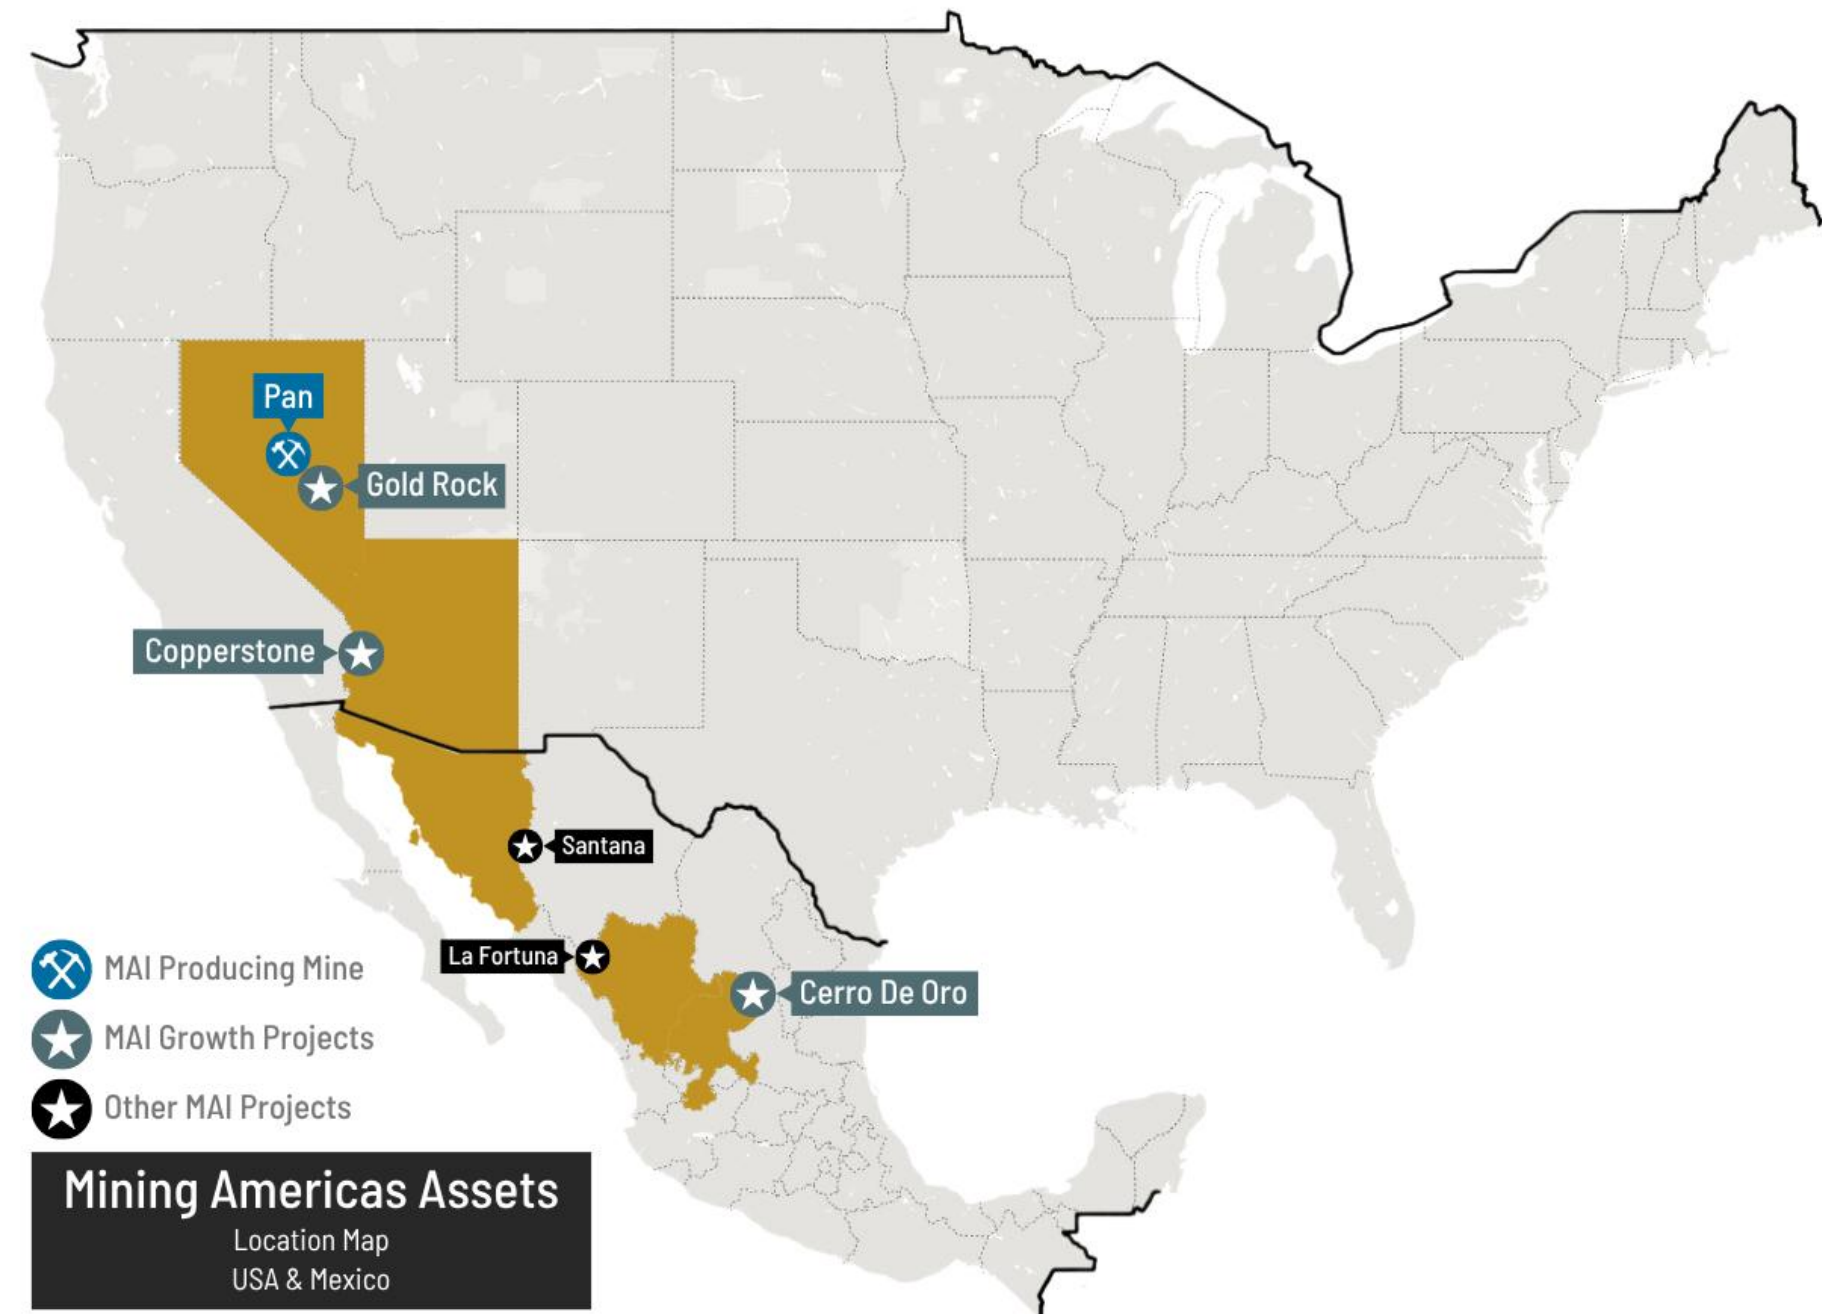 Pan
Gold Rock
Copperstone
Santana
La Fortuna
Cerro De Oro
MAI Producing Mine
MAI Growth Projects
Other MAI Projects
Mining Americas Assets
Location Map
USA & Mexico